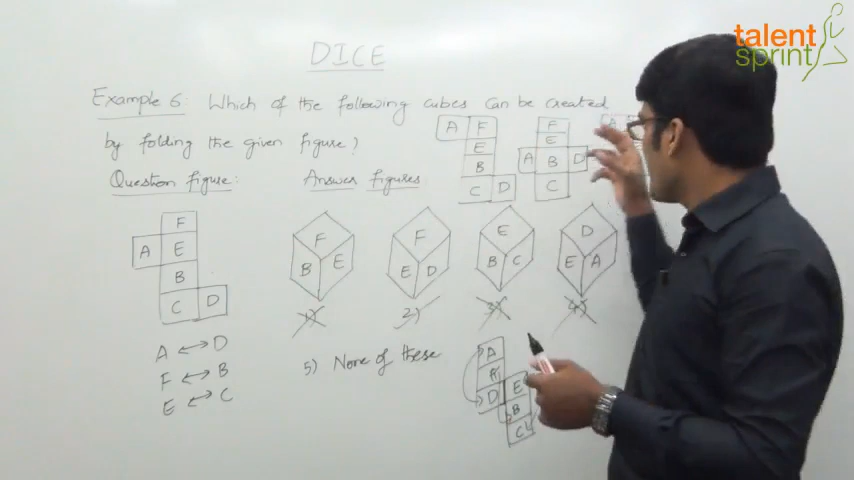 talent
sprint
DICE
Example 6: Which of the following cubes can be created
by folding the given figure?
Question figure:
Answer figures
A F
E
B
C D
F
E
A B D
C
A
F
A E
B
C D
F
B E
1)
F
E D
2)
E
B C
3)
D
E A
4)
A ↔ D
F ↔ B
E ↔ C
5) None of these
A
D E
B
C